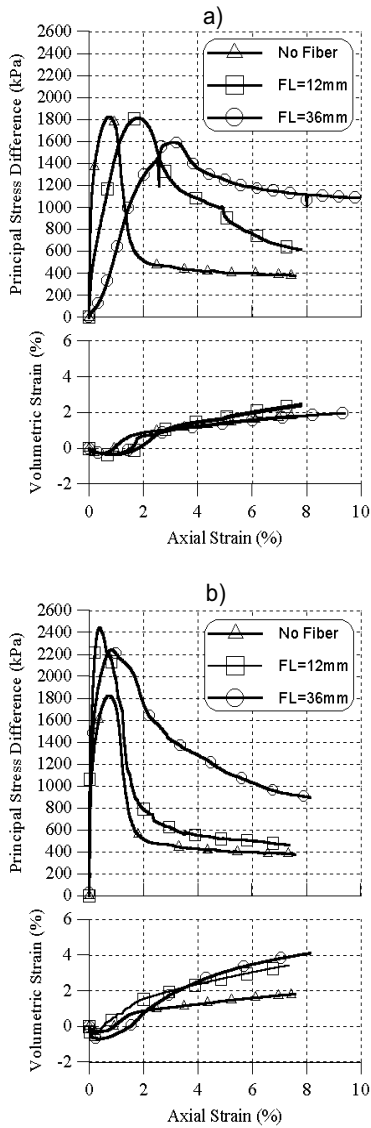 a)
Principal Stress Difference (kPa)
2600
2400
2200
2000
1800
1600
1400
1200
1000
800
600
400
200
0
No Fiber
FL=12mm
FL=36mm
Volumetric Strain (%)
6
4
2
0
-2
0 2 4 6 8 10
Axial Strain (%)
b)
Principal Stress Difference (kPa)
2600
2400
2200
2000
1800
1600
1400
1200
1000
800
600
400
200
0
No Fiber
FL=12mm
FL=36mm
Volumetric Strain (%)
6
4
2
0
-2
0 2 4 6 8 10
Axial Strain (%)